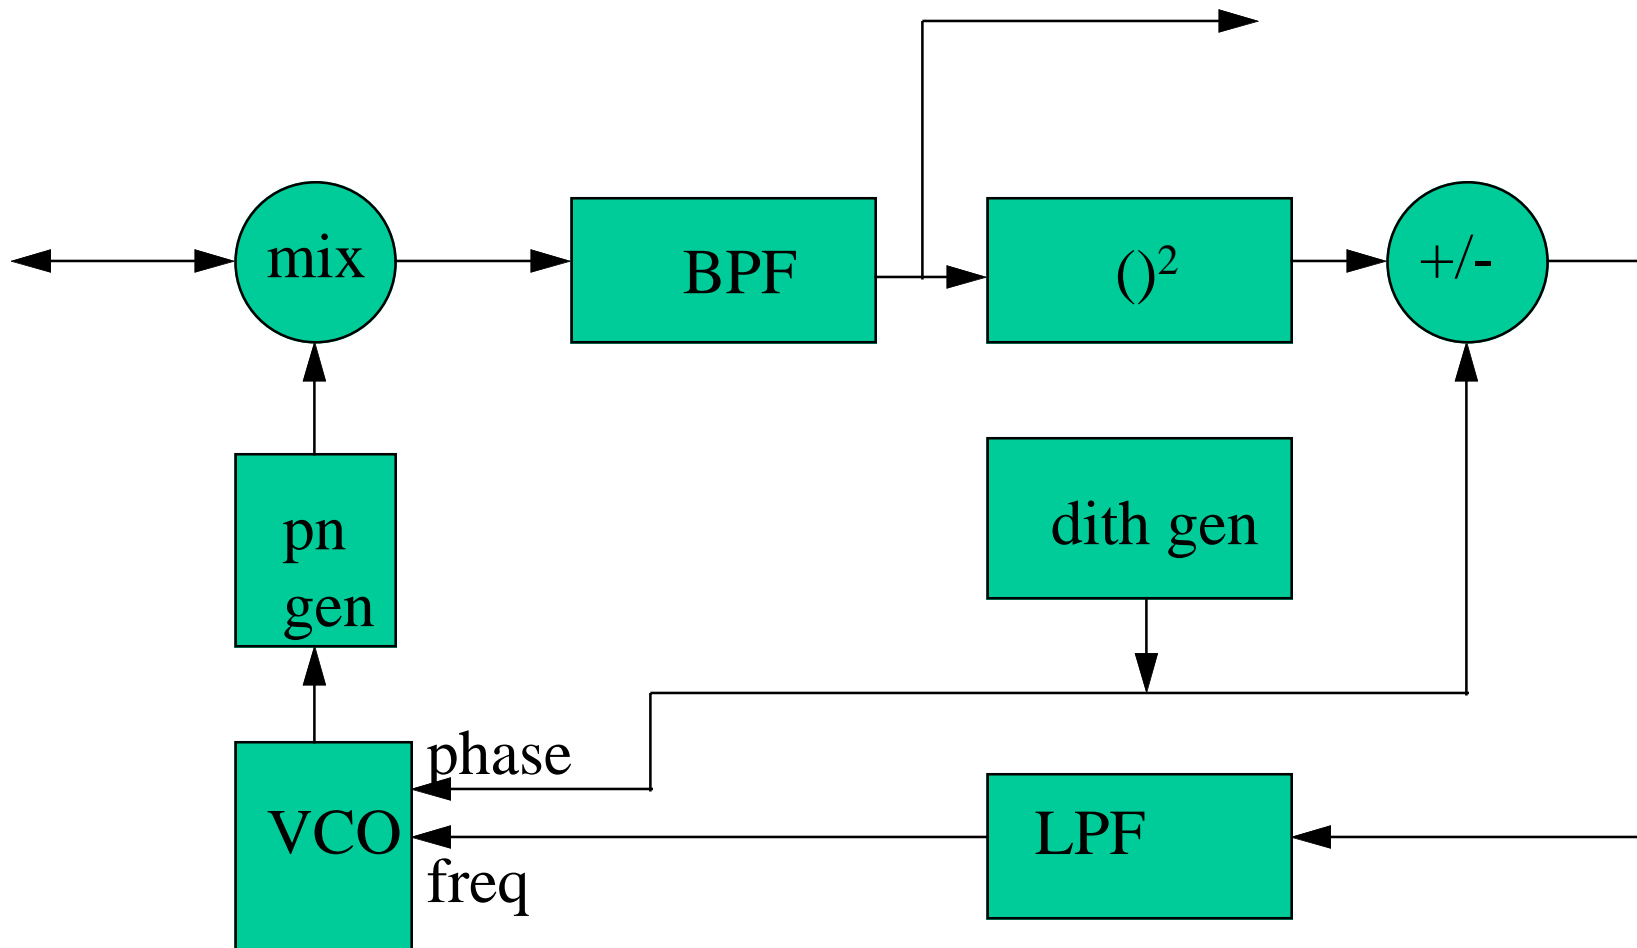 mix
BPF
()²
+/-
pn
gen
dith gen
phase
VCO
LPF
freq